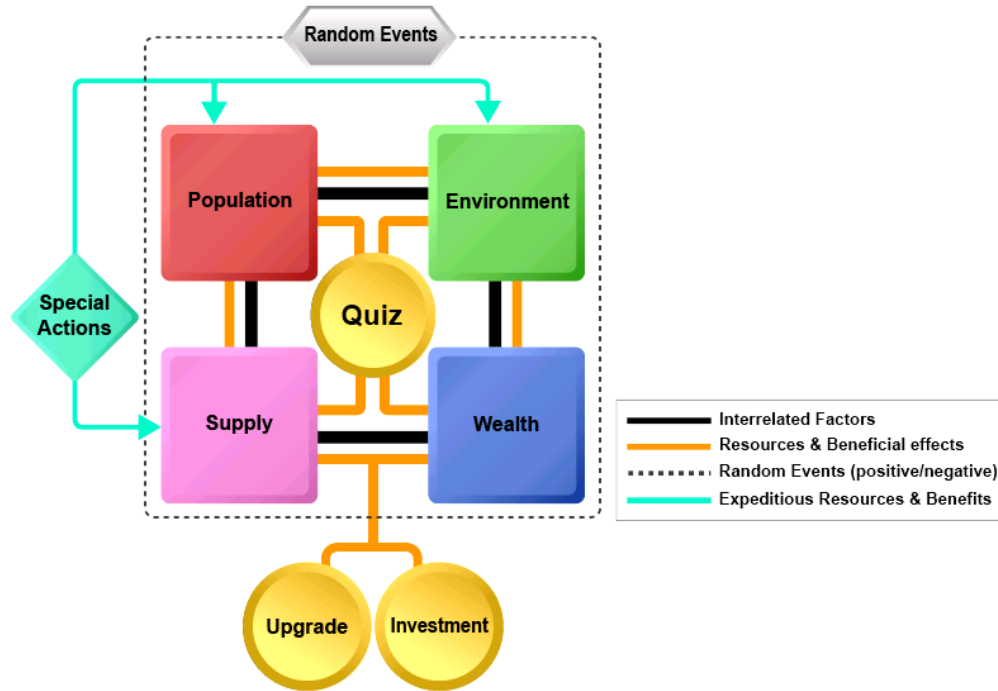 Random Events
Population
Environment
Quiz
Special
Actions
Supply
Wealth
Interrelated Factors
Resources & Beneficial effects
Random Events (positive/negative)
Expeditious Resources & Benefits
Upgrade
Investment